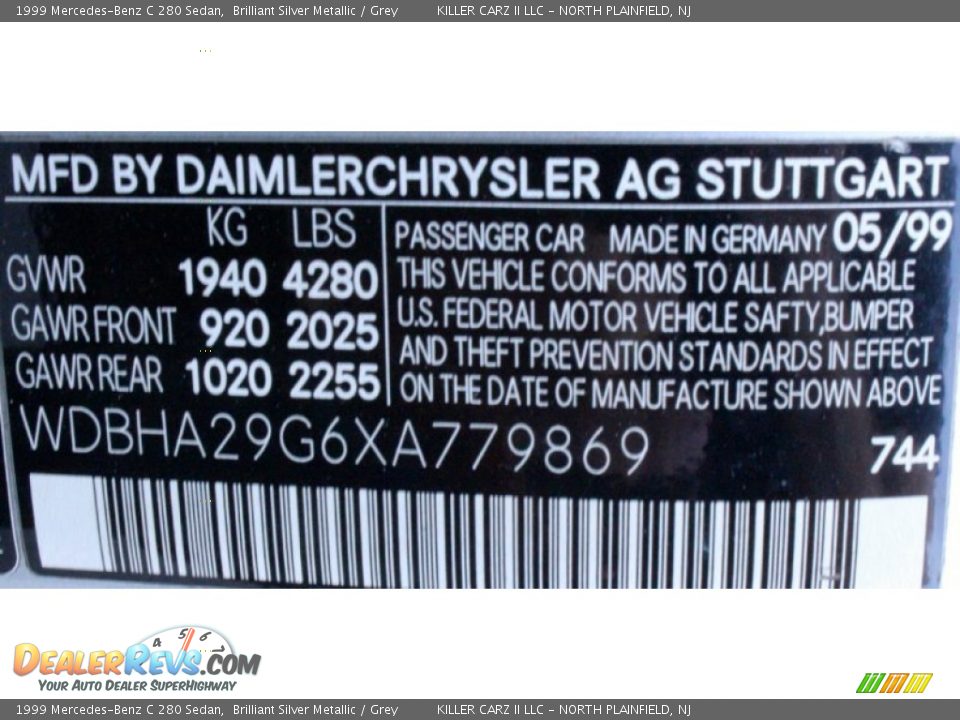 1999 Mercedes-Benz C 280 Sedan, Brilliant Silver Metallic / Grey KILLER CARZ II LLC - NORTH PLAINFIELD, NJ
MFD BY DAIMLERCHRYSLER AG STUTTGART
KG LBS
GVWR 1940 4280
GAWR FRONT 920 2025
GAWR REAR 1020 2255
PASSENGER CAR MADE IN GERMANY 05/99
THIS VEHICLE CONFORMS TO ALL APPLICABLE
U.S. FEDERAL MOTOR VEHICLE SAFTY,BUMPER
AND THEFT PREVENTION STANDARDS IN EFFECT
ON THE DATE OF MANUFACTURE SHOWN ABOVE
WDBHA29G6XA779869
744
4 5 6 7
DEALERREVS.COM
YOUR AUTO DEALER SUPERHIGHWAY
1999 Mercedes-Benz C 280 Sedan, Brilliant Silver Metallic / Grey KILLER CARZ II LLC - NORTH PLAINFIELD, NJ